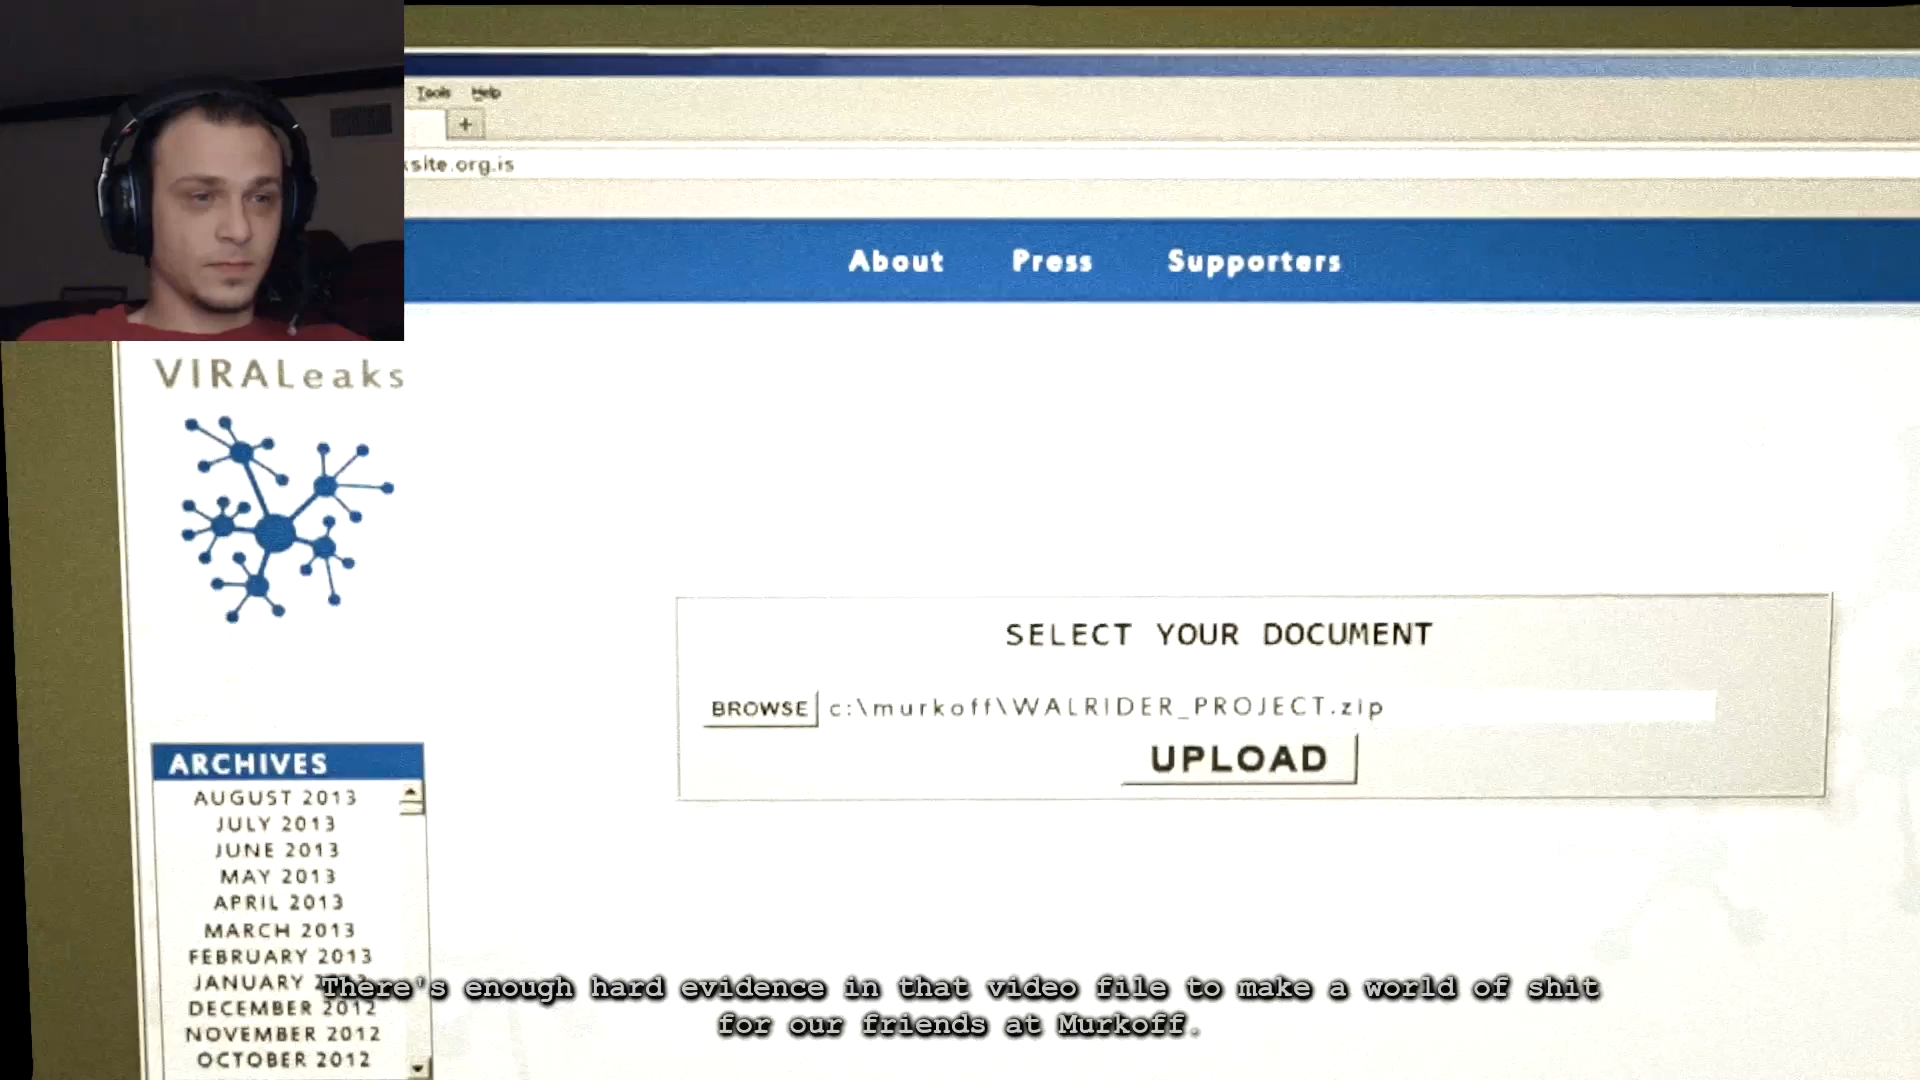 Tools Help
+
site.org.is
About Press Supporters
VIRALeaks
SELECT YOUR DOCUMENT
BROWSE c:\murkoff\WALRIDER_PROJECT.zip
UPLOAD
ARCHIVES
AUGUST 2013
JULY 2013
JUNE 2013
MAY 2013
APRIL 2013
MARCH 2013
FEBRUARY 2013
JANUARY
DECEMBER 2012
NOVEMBER 2012
OCTOBER 2012
There's enough hard evidence in that video file to make a world of shit
for our friends at Murkoff.